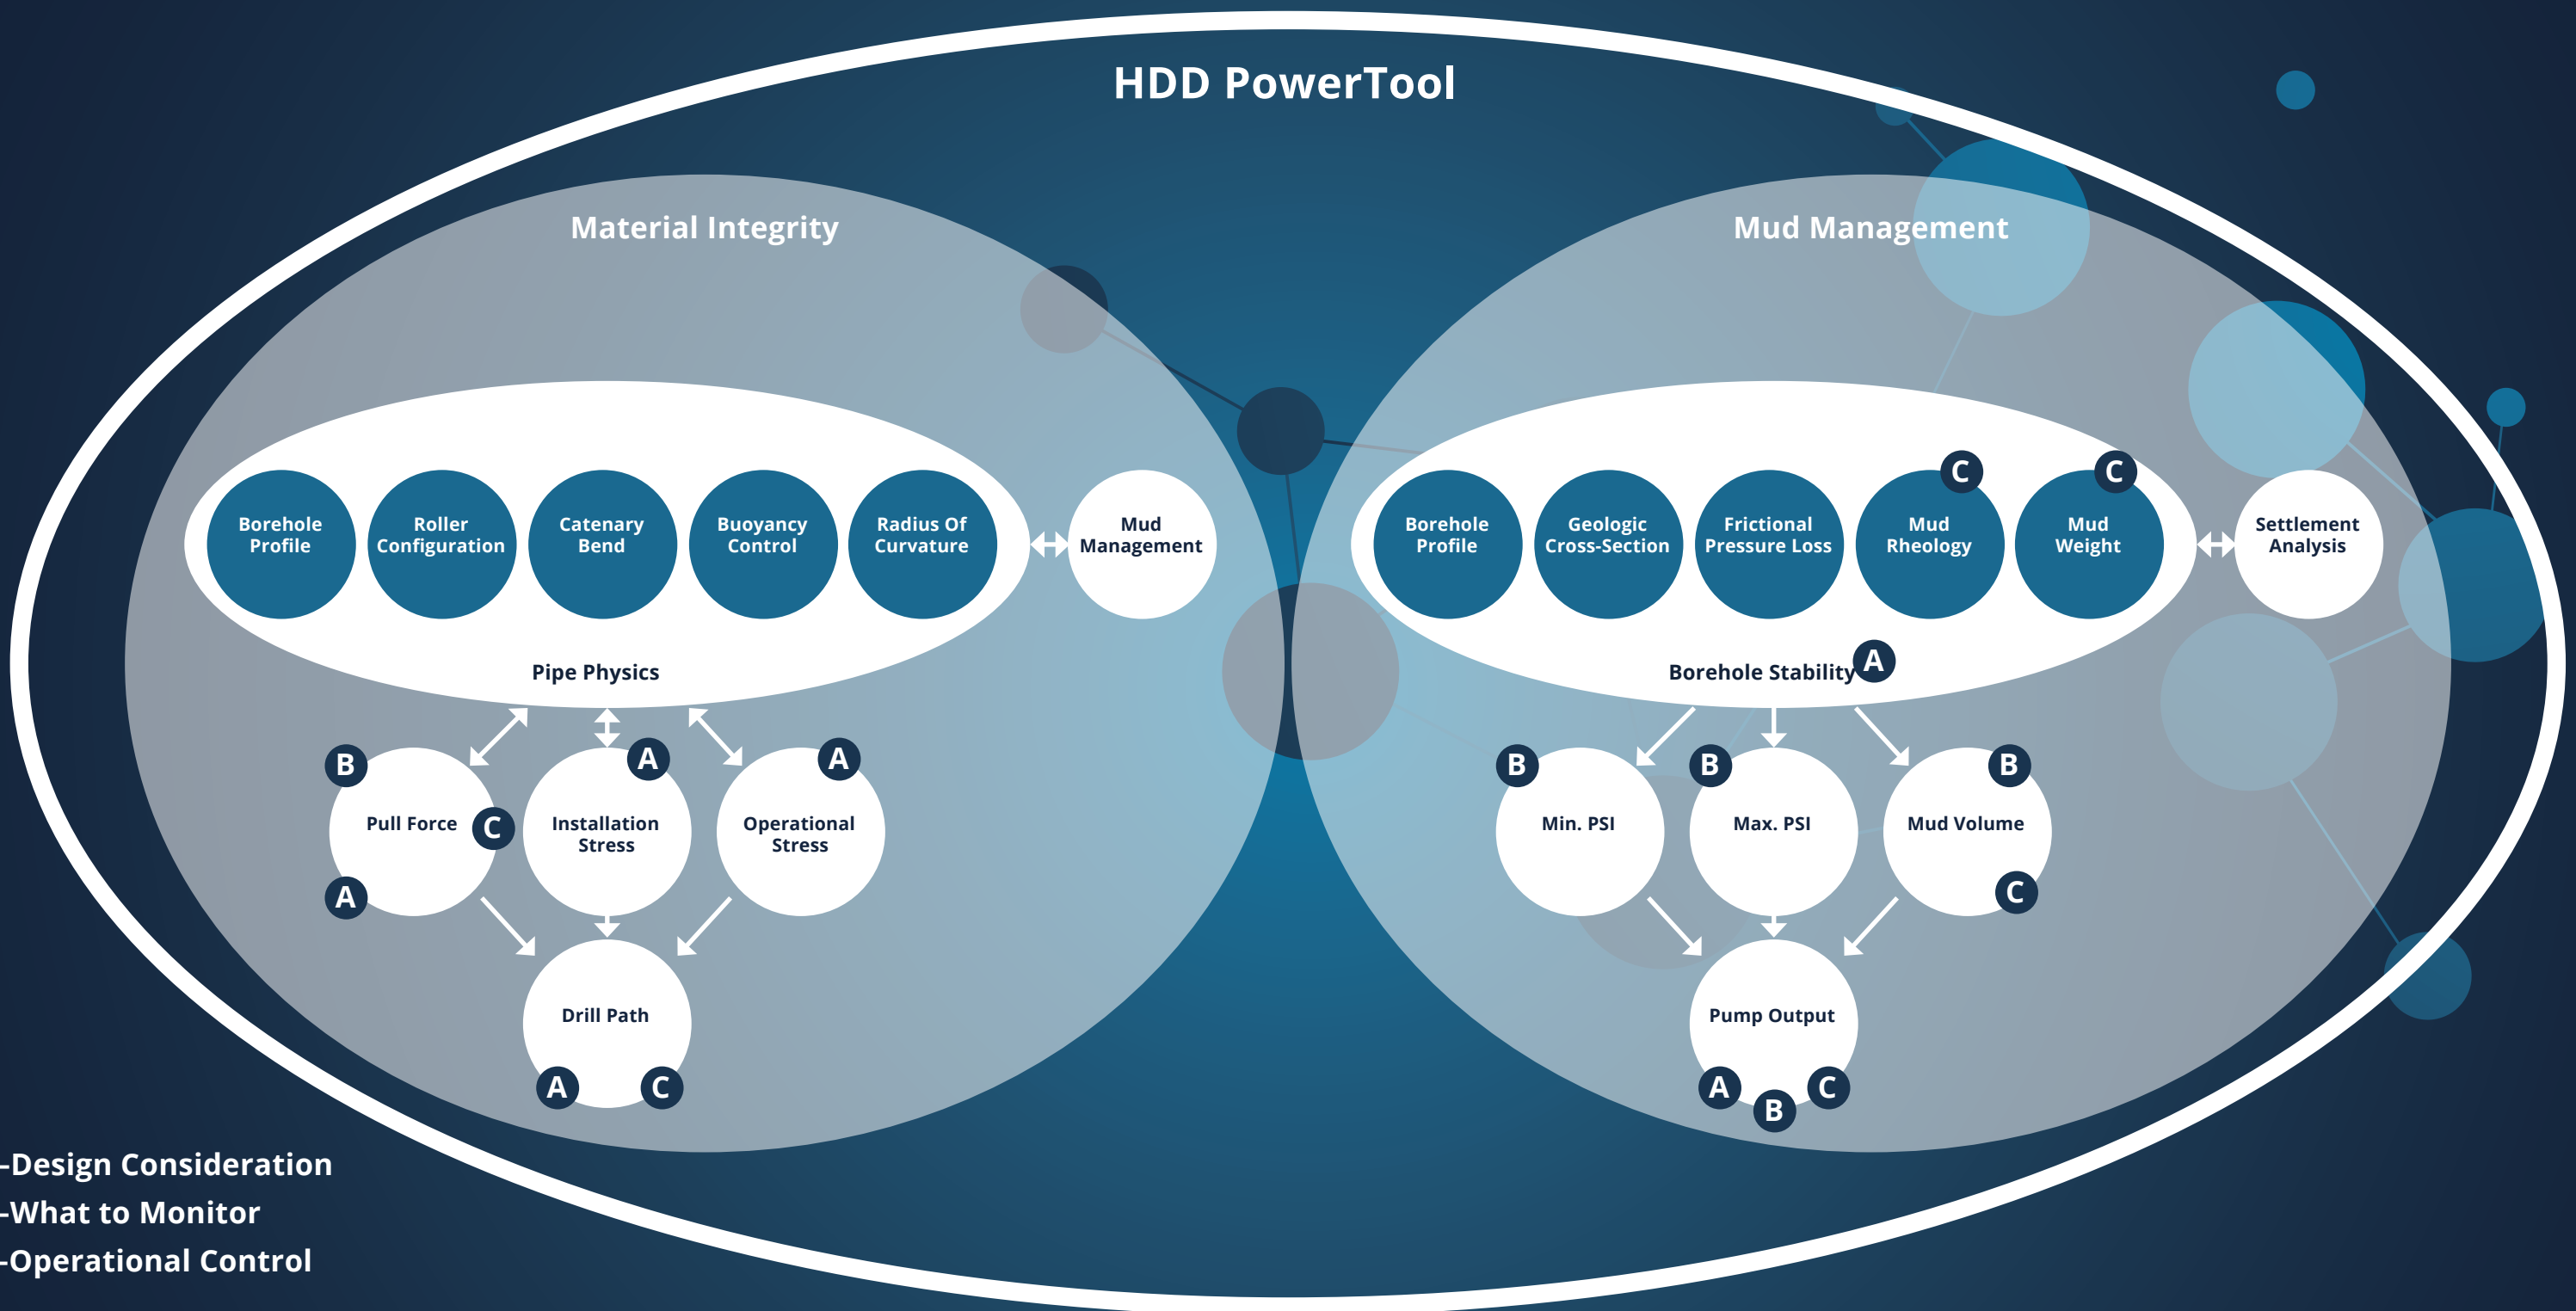 HDD PowerTool
Material Integrity
Borehole
Profile
Roller
Configuration
Catenary
Bend
Buoyancy
Control
Radius Of
Curvature
Mud
Management
Pipe Physics
B
Pull Force
C
A
A
Installation
Stress
A
Operational
Stress
Drill Path
A
C
Mud Management
Borehole
Profile
Geologic
Cross-Section
Frictional
Pressure Loss
C
Mud
Rheology
C
Mud
Weight
Settlement
Analysis
Borehole Stability
A
B
Min. PSI
B
Max. PSI
B
Mud Volume
C
Pump Output
A
B
C
-Design Consideration
-What to Monitor
-Operational Control